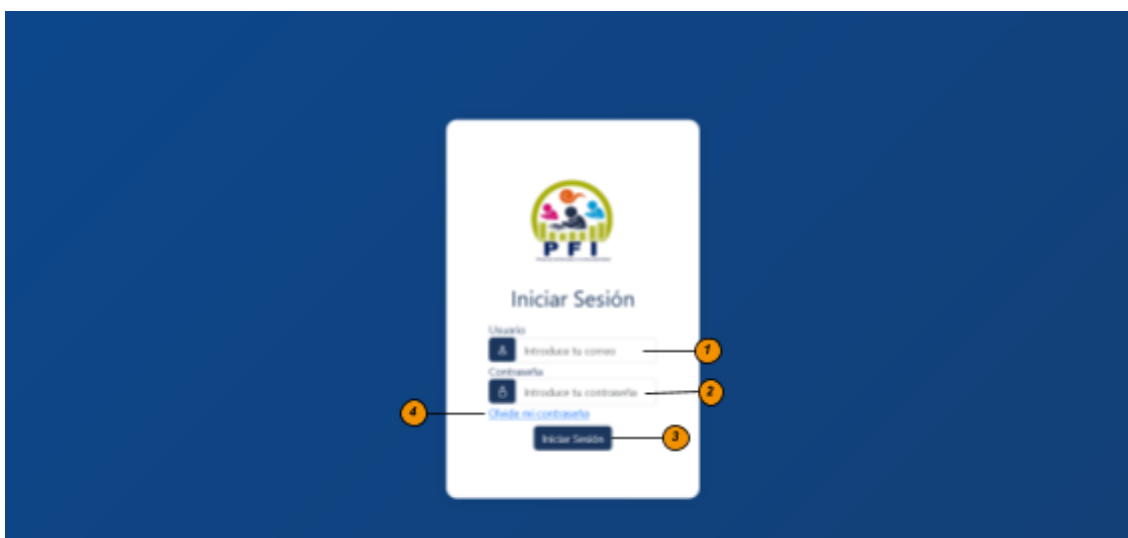 PFI
Iniciar Sesión
Usuario
Introduce tu correo
1
Contraseña
Introduce tu contraseña
2
4
Olvide mi contraseña
Iniciar Sesión
3